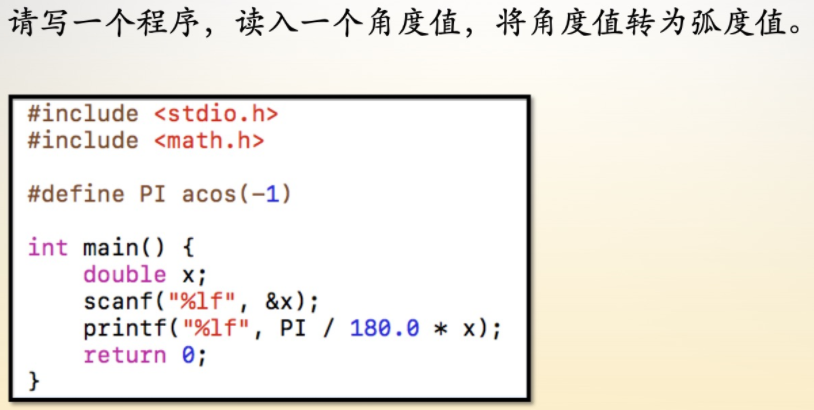 请写一个程序，读入一个角度值，将角度值转为弧度值。
#include <stdio.h>
#include <math.h>
#define PI acos(-1)
int main() {
    double x;
    scanf("%lf", &x);
    printf("%lf", PI / 180.0 * x);
    return 0;
}